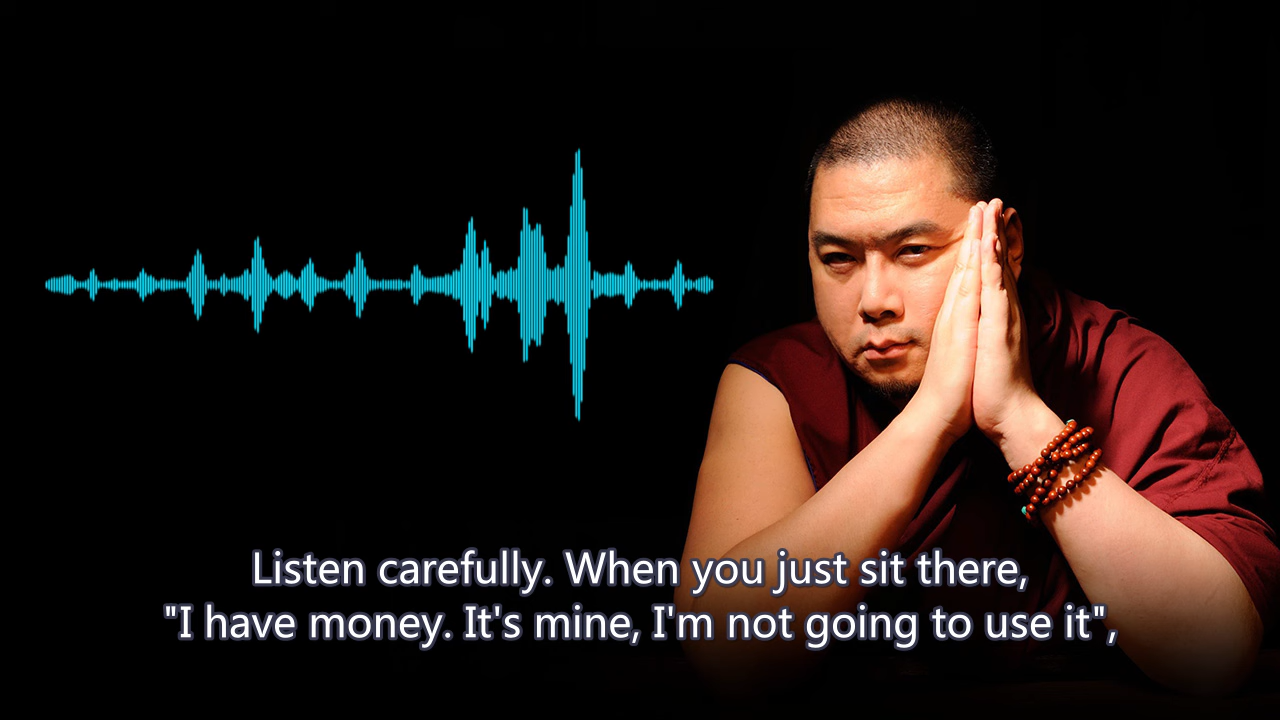 Listen carefully. When you just sit there,
"I have money. It's mine, I'm not going to use it",